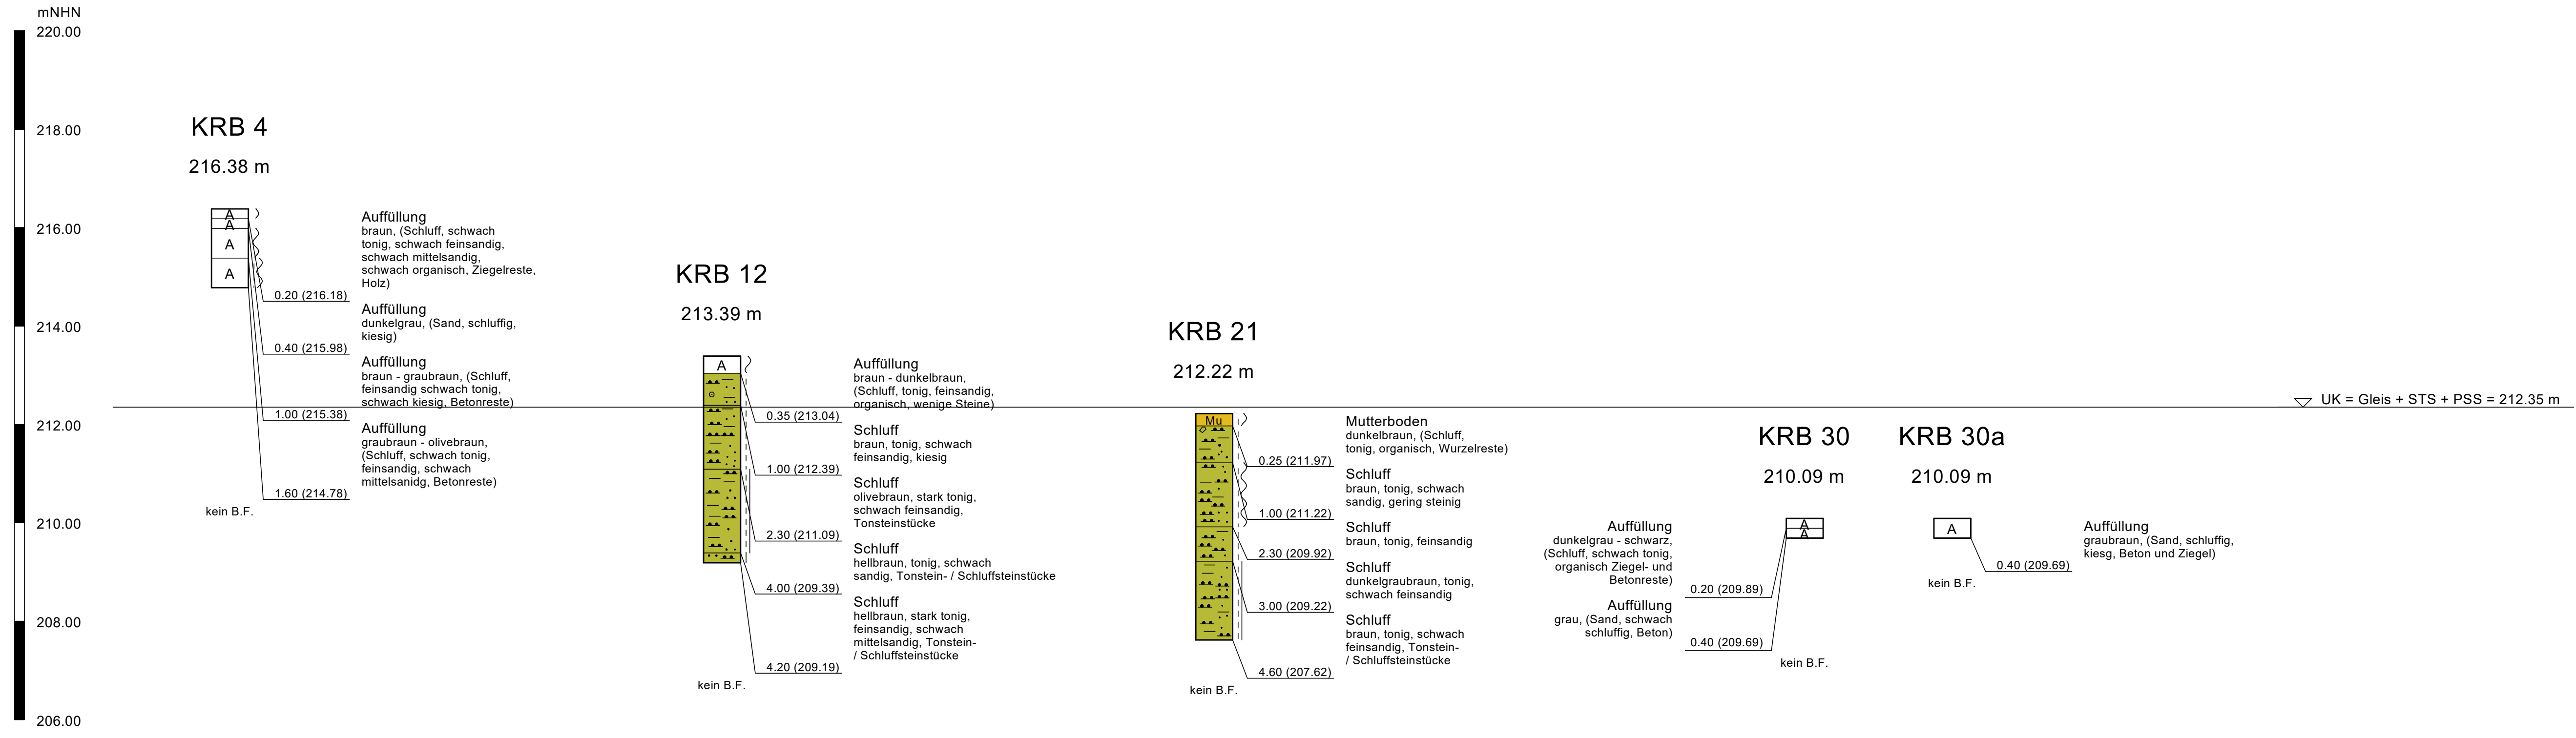 mNHN
220.00
218.00
216.00
214.00
212.00
210.00
208.00
206.00
KRB 4
216.38 m
A
A
A
A
Auffüllung
braun, (Schluff, schwach
tonig, schwach feinsandig,
schwach mittelsandig,
schwach organisch, Ziegelreste,
Holz)
0.20 (216.18)
Auffüllung
dunkelgrau, (Sand, schluffig,
kiesig)
0.40 (215.98)
Auffüllung
braun - graubraun, (Schluff,
feinsandig schwach tonig,
schwach kiesig, Betonreste)
1.00 (215.38)
Auffüllung
graubraun - olivebraun,
(Schluff, schwach tonig,
feinsandig, schwach
mittelsanidg, Betonreste)
1.60 (214.78)
kein B.F.
KRB 12
213.39 m
A
Auffüllung
braun - dunkelbraun,
(Schluff, tonig, feinsandig,
organisch, wenige Steine)
0.35 (213.04)
Schluff
braun, tonig, schwach
feinsandig, kiesig
1.00 (212.39)
Schluff
olivebraun, stark tonig,
schwach feinsandig,
Tonsteinstücke
2.30 (211.09)
Schluff
hellbraun, tonig, schwach
sandig, Tonstein- / Schluffsteinstücke
4.00 (209.39)
Schluff
hellbraun, stark tonig,
feinsandig, schwach
mittelsandig, Tonstein-
/ Schluffsteinstücke
4.20 (209.19)
kein B.F.
KRB 21
212.22 m
Mu
Mutterboden
dunkelbraun, (Schluff,
tonig, organisch, Wurzelreste)
0.25 (211.97)
Schluff
braun, tonig, schwach
sandig, gering steinig
1.00 (211.22)
Schluff
braun, tonig, feinsandig
2.30 (209.92)
Schluff
dunkelgraubraun, tonig,
schwach feinsandig
3.00 (209.22)
Schluff
braun, tonig, schwach
feinsandig, Tonstein-
/ Schluffsteinstücke
4.60 (207.62)
kein B.F.
KRB 30
210.09 m
A
A
Auffüllung
dunkelgrau - schwarz,
(Schluff, schwach tonig,
organisch Ziegel- und
Betonreste)
0.20 (209.89)
Auffüllung
grau, (Sand, schwach
schluffig, Beton)
0.40 (209.69)
kein B.F.
KRB 30a
210.09 m
A
Auffüllung
graubraun, (Sand, schluffig,
kiesg, Beton und Ziegel)
0.40 (209.69)
kein B.F.
UK = Gleis + STS + PSS = 212.35 m